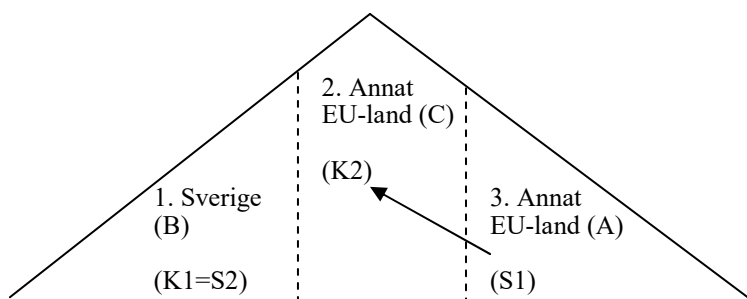 2. Annat
EU-land (C)
(K2)
1. Sverige
(B)
(K1=S2)
3. Annat
EU-land (A)
(S1)